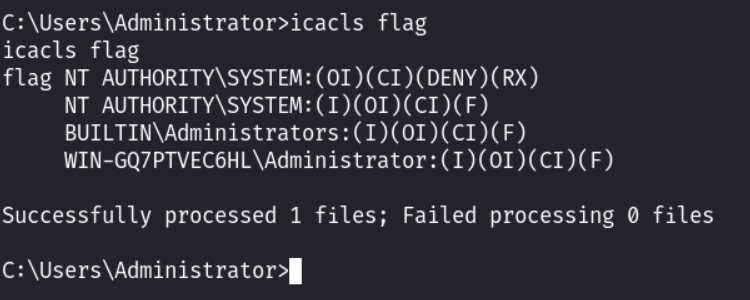 C:\Users\Administrator>icacls flag
icacls flag
flag NT AUTHORITY\SYSTEM:(OI)(CI)(DENY)(RX)
     NT AUTHORITY\SYSTEM:(I)(OI)(CI)(F)
     BUILTIN\Administrators:(I)(OI)(CI)(F)
     WIN-GQ7PTVEC6HL\Administrator:(I)(OI)(CI)(F)

Successfully processed 1 files; Failed processing 0 files

C:\Users\Administrator>